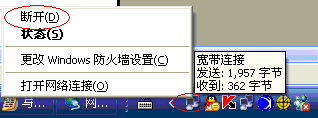 断开(D)
状态(S)
更改 Windows 防火墙设置(C)
打开网络连接(O)
宽带连接
发送: 1,957 字节
收到: 362 字节
与...
网...